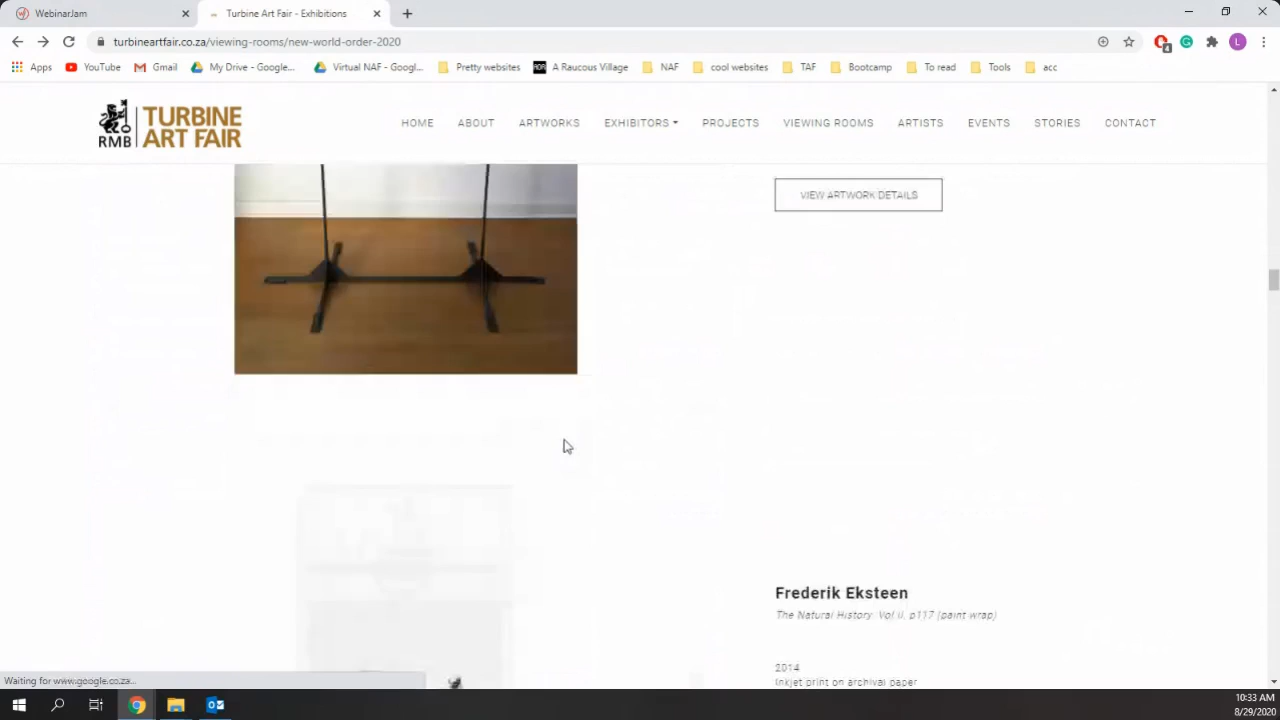 WebinarJam
Turbine Art Fair - Exhibitions
turbineartfair.co.za/viewing-rooms/new-world-order-2020
Apps YouTube Gmail My Drive - Google... Virtual NAF - Googl... Pretty websites A Raucous Village NAF cool websites TAF Bootcamp To read Tools acc
RMB TURBINE
ART FAIR
HOME ABOUT ARTWORKS EXHIBITORS PROJECTS VIEWING ROOMS ARTISTS EVENTS STORIES CONTACT
VIEW ARTWORK DETAILS
Frederik Eksteen
The Natural History Vol II, p117 (paint wrap)
2014
Inkjet print on archival paper
Waiting for www.google.co.za...
10:33 AM
8/29/2020